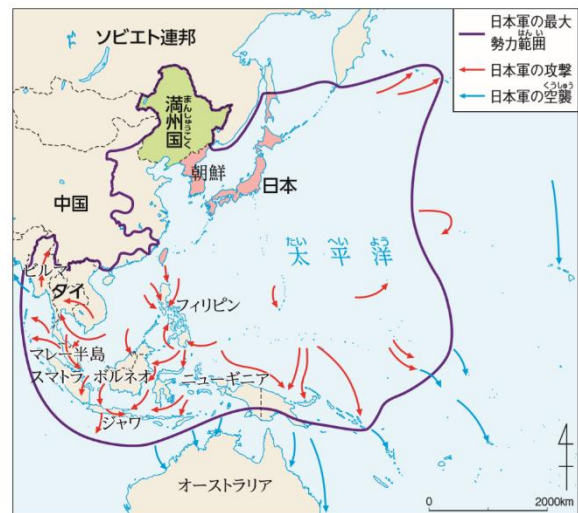 日本軍の最大
はんい
勢力範囲
日本軍の攻撃
くうしゅう
日本軍の空襲
ソビエト連邦
まんしゅうこく
満州国
朝鮮
日本
中国
たい へい よう
太平洋
ビルマ
タイ
フィリピン
マレー半島
スマトラ ボルネオ
ニューギニア
ジャワ
オーストラリア
0 2000km